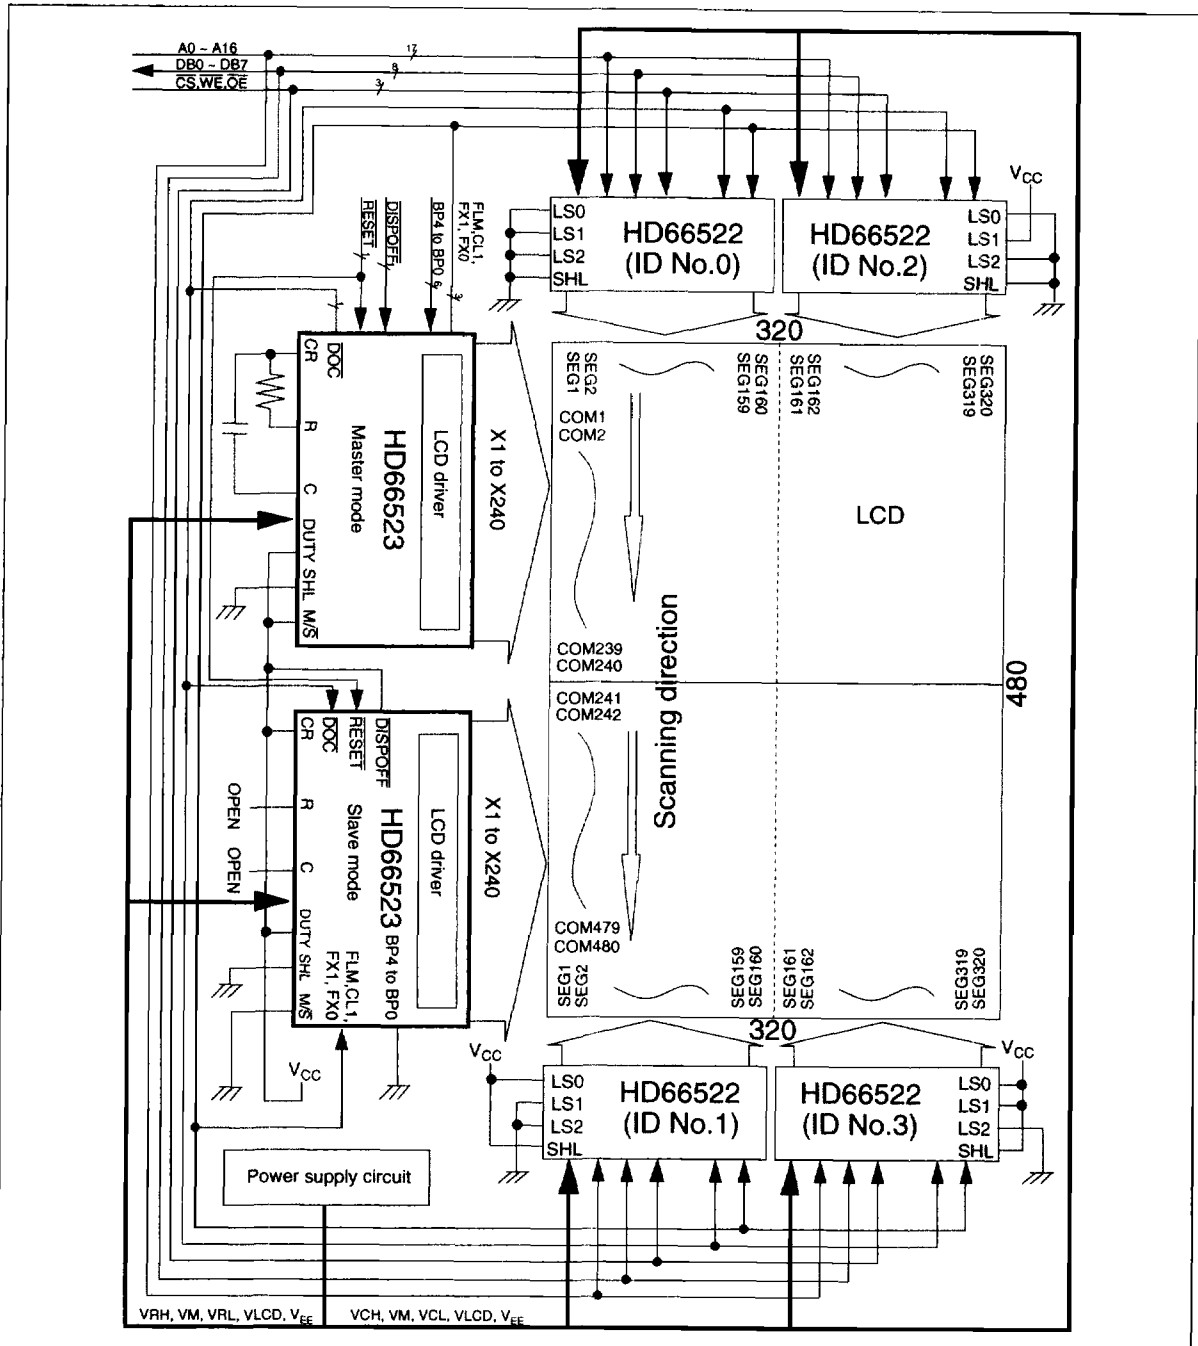 A0 ~ A16
17
DB0 ~ DB7
8
CS,WE,OE
3
RESET
1
DISPOFF
1
BP4 to BP0
6
FLM,CL1,
FX1, FX0
3
1
LS0
LS1
LS2
SHL
HD66522
(ID No.0)
HD66522
(ID No.2)
LS0
LS1
LS2
SHL
VCC
320
CR
DOC
R
C
DUTY
SHL
M/S
Master mode
HD66523
LCD driver
X1 to X240
SEG1
SEG2
SEG159
SEG160
SEG161
SEG162
SEG319
SEG320
COM1
COM2
LCD
COM239
COM240
COM241
COM242
Scanning direction
480
CR
DOC
RESET
DISPOFF
OPEN
R
OPEN
C
DUTY
SHL
M/S
Slave mode
HD66523
LCD driver
FLM,CL1,
FX1, FX0
BP4 to BP0
X1 to X240
COM479
COM480
SEG1
SEG2
SEG159
SEG160
SEG161
SEG162
SEG319
SEG320
320
VCC
VCC
LS0
LS1
LS2
SHL
HD66522
(ID No.1)
HD66522
(ID No.3)
LS0
LS1
LS2
SHL
VCC
Power supply circuit
VRH, VM, VRL, VLCD, VEE
VCH, VM, VCL, VLCD, VEE